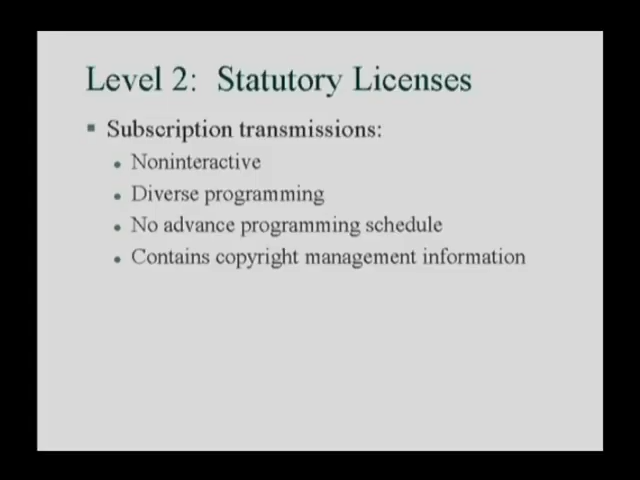 Level 2: Statutory Licenses
Subscription transmissions:
Noninteractive
Diverse programming
No advance programming schedule
Contains copyright management information